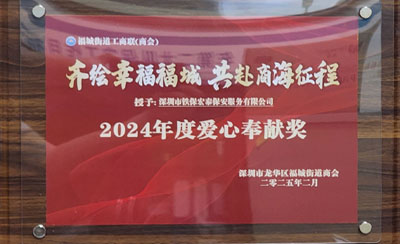 福城街道工商联(商会)
齐绘幸福福城 共赴商海征程
授予:深圳市铁保宏泰保安服务有限公司
2024年度爱心奉献奖
深圳市龙华区福城街道商会
二零二五年二月